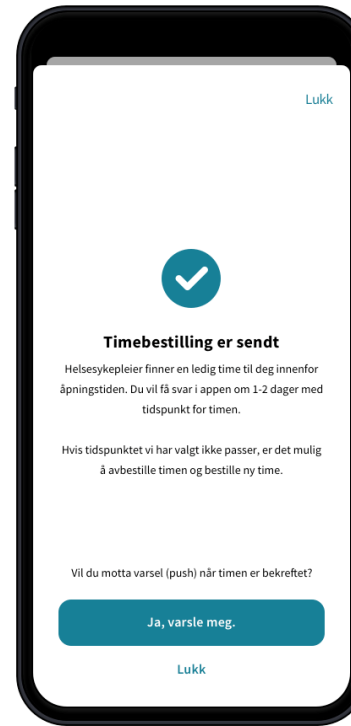 Lukk
Timebestilling er sendt
Helsesykepleier finner en ledig time til deg innenfor
åpningstiden. Du vil få svar i appen om 1-2 dager med
tidspunkt for timen.
Hvis tidspunktet vi har valgt ikke passer, er det mulig
å avbestille timen og bestille ny time.
Vil du motta varsel (push) når timen er bekreftet?
Ja, varsle meg.
Lukk